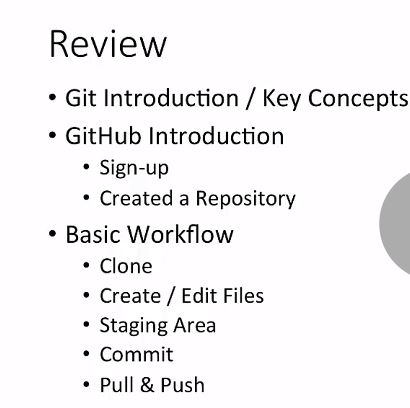 Review
• Git Introduction / Key Concepts
• GitHub Introduction
• Sign-up
• Created a Repository
• Basic Workflow
• Clone
• Create / Edit Files
• Staging Area
• Commit
• Pull & Push